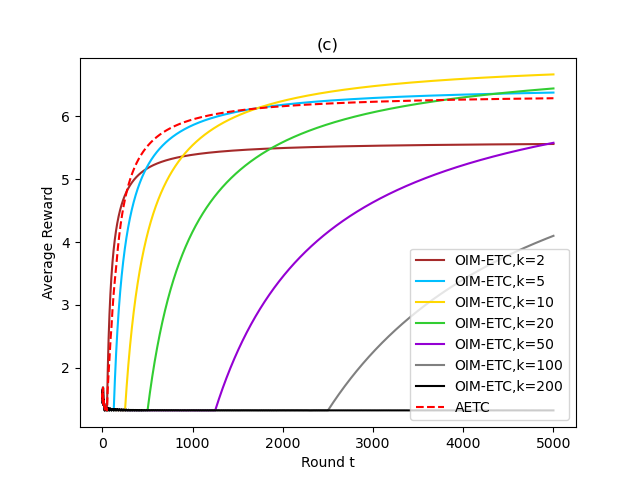 (c)
Average Reward
6
5
4
3
2
0
1000
2000
3000
4000
5000
Round t
OIM-ETC,k=2
OIM-ETC,k=5
OIM-ETC,k=10
OIM-ETC,k=20
OIM-ETC,k=50
OIM-ETC,k=100
OIM-ETC,k=200
AETC